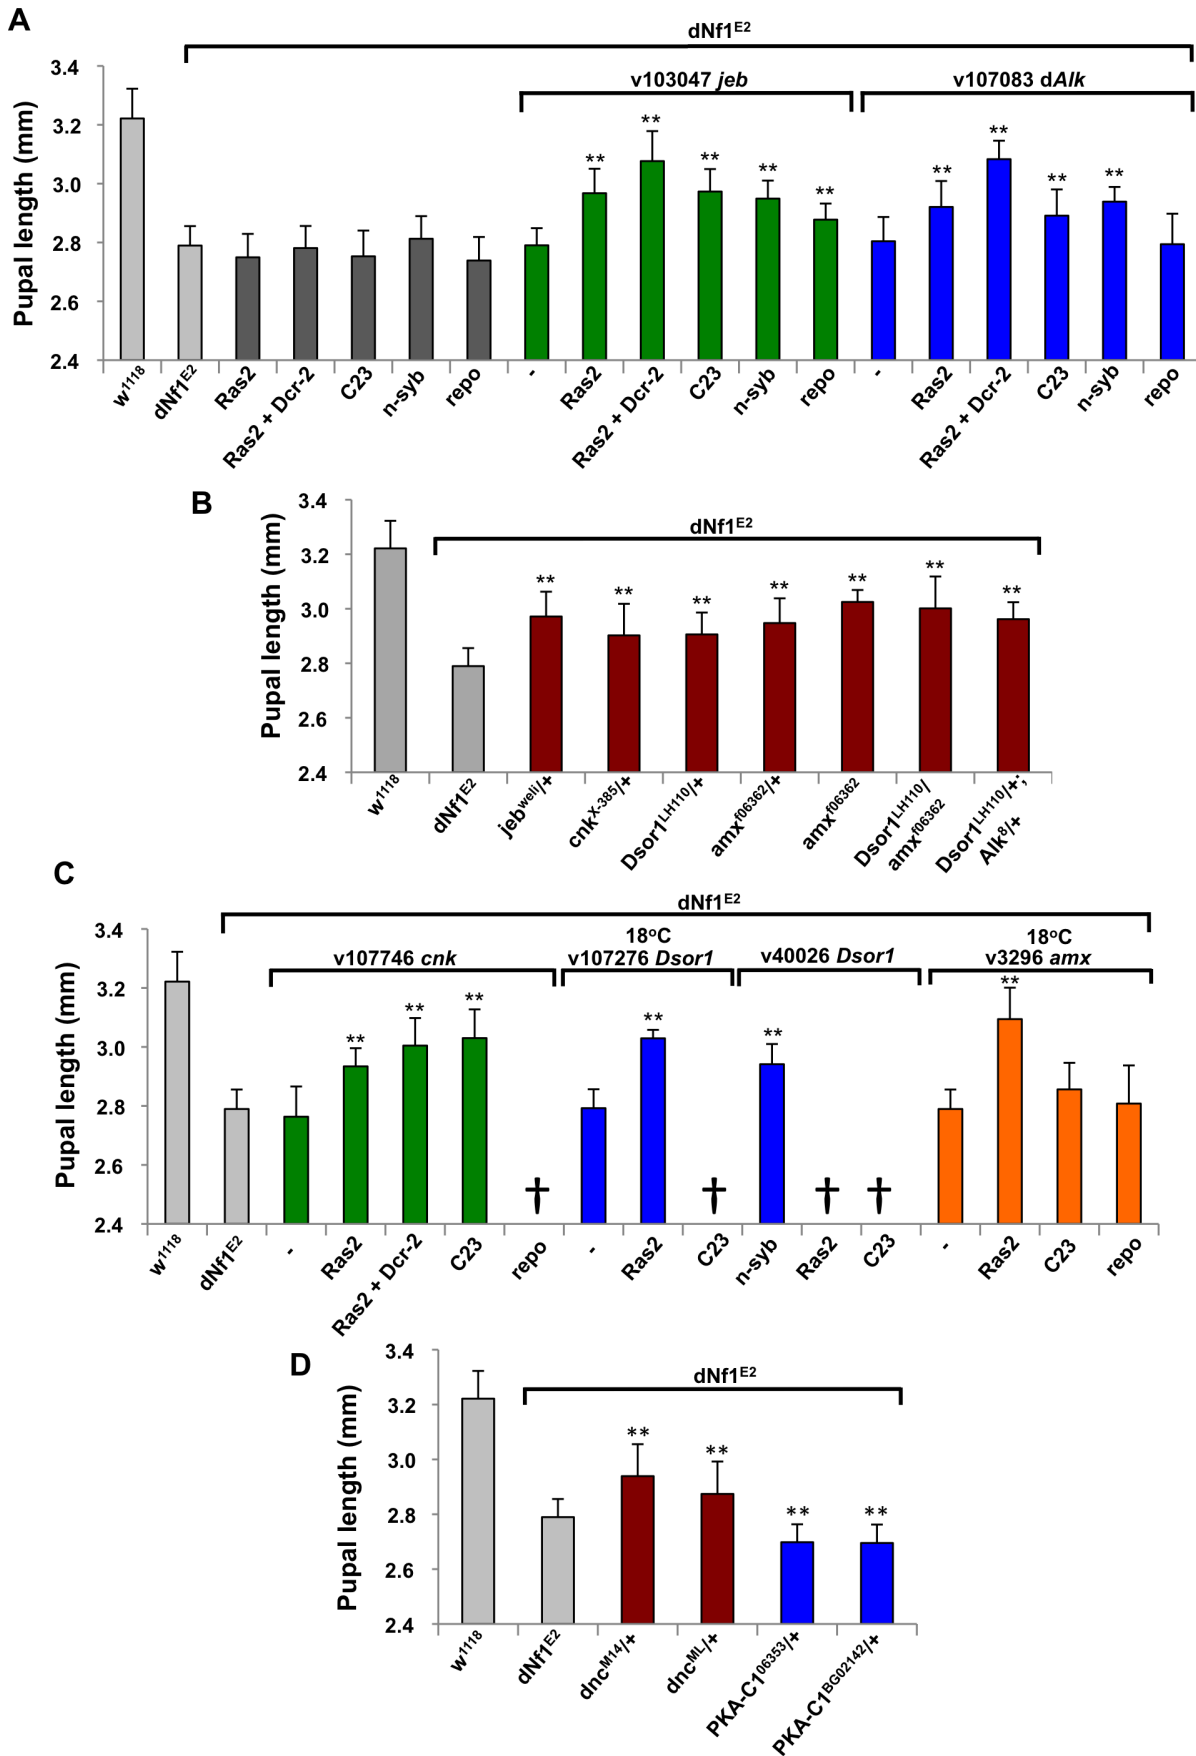 A
dNf1E2
v103047 jeb
v107083 dAlk
Pupal length (mm)
3.4
3.2
3.0
2.8
2.6
2.4
** ** ** ** ** ** ** ** **
w1118 dNf1E2 Ras2 Ras2 + Dcr-2 C23 n-syb repo - Ras2 Ras2 + Dcr-2 C23 n-syb repo - Ras2 Ras2 + Dcr-2 C23 n-syb repo
B
dNf1E2
Pupal length (mm)
3.4
3.2
3.0
2.8
2.6
2.4
** ** ** ** ** ** **
w1118 dNf1E2 jebweli/+ cnkX-385/+ Dsor1LH110/+ amxf06362/+ amxf06362 Dsor1LH110/ amxf06362 Dsor1LH110/+; Alk8/+
C
dNf1E2
v107746 cnk
18oC
v107276 Dsor1
v40026 Dsor1
18oC
v3296 amx
Pupal length (mm)
3.4
3.2
3.0
2.8
2.6
2.4
** ** ** † ** † ** † † **
w1118 dNf1E2 - Ras2 Ras2 + Dcr-2 C23 repo - Ras2 C23 n-syb Ras2 C23 - Ras2 C23 repo
D
dNf1E2
Pupal length (mm)
3.4
3.2
3.0
2.8
2.6
2.4
** ** ** **
w1118 dNf1E2 dncM14/+ dncML/+ PKA-C106353/+ PKA-C1BG02142/+